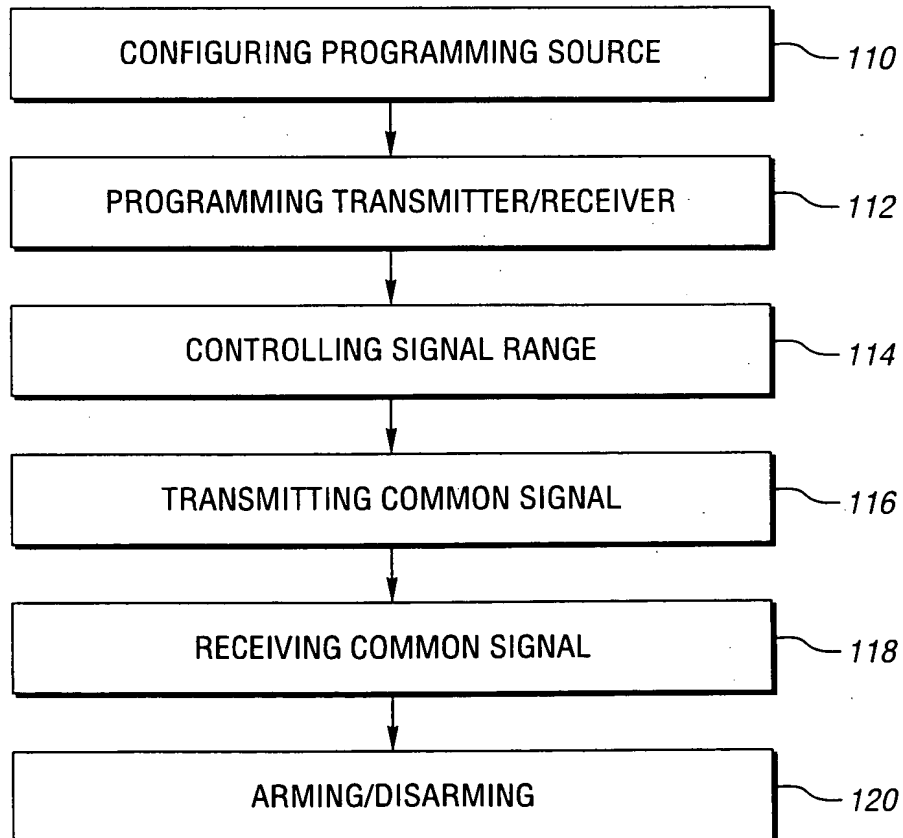 CONFIGURING PROGRAMMING SOURCE 110
PROGRAMMING TRANSMITTER/RECEIVER 112
CONTROLLING SIGNAL RANGE 114
TRANSMITTING COMMON SIGNAL 116
RECEIVING COMMON SIGNAL 118
ARMING/DISARMING 120